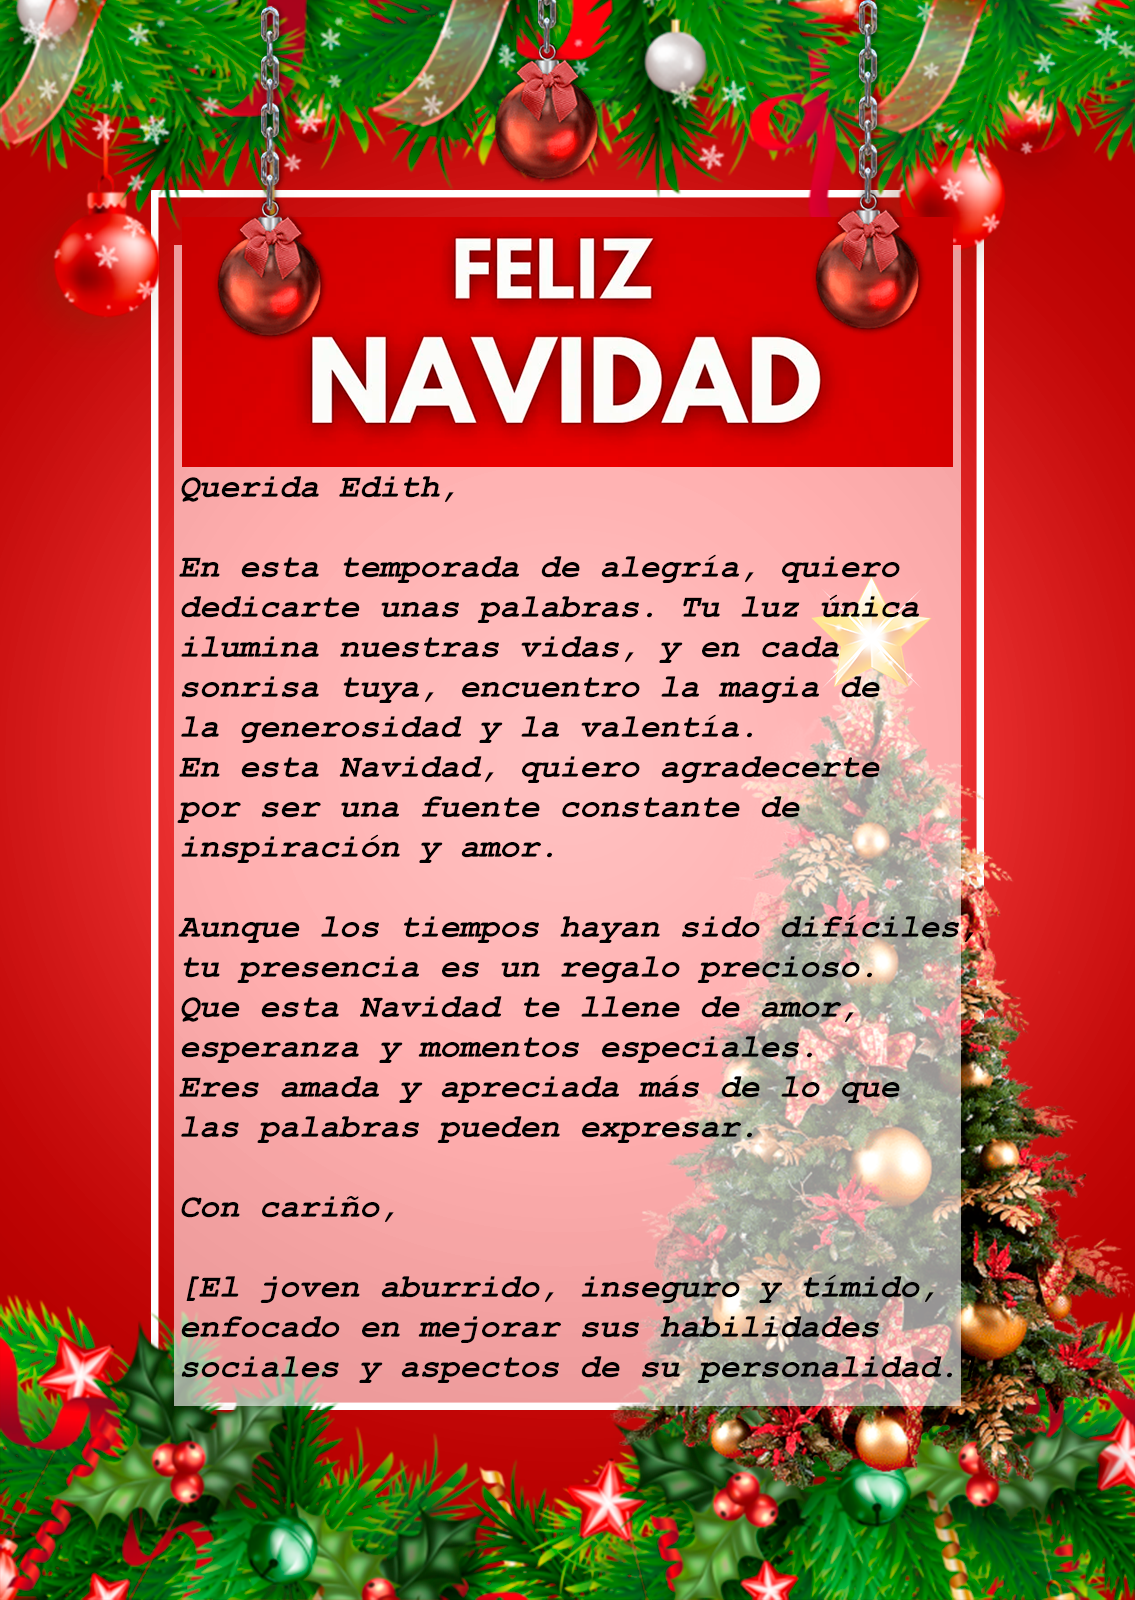 FELIZ
NAVIDAD
Querida Edith,
En esta temporada de alegría, quiero
dedicarte unas palabras. Tu luz única
ilumina nuestras vidas, y en cada
sonrisa tuya, encuentro la magia de
la generosidad y la valentía.
En esta Navidad, quiero agradecerte
por ser una fuente constante de
inspiración y amor.
Aunque los tiempos hayan sido difíciles,
tu presencia es un regalo precioso.
Que esta Navidad te llene de amor,
esperanza y momentos especiales.
Eres amada y apreciada más de lo que
las palabras pueden expresar.
Con cariño,
[El joven aburrido, inseguro y tímido,
enfocado en mejorar sus habilidades
sociales y aspectos de su personalidad.